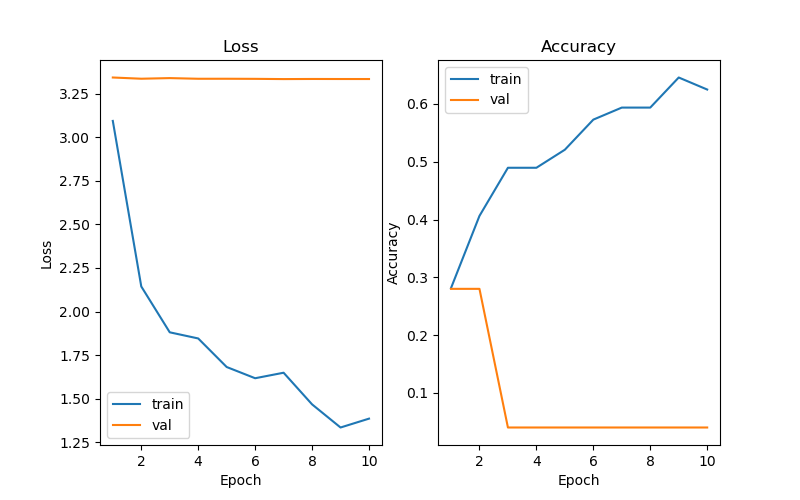 Loss
3.25
3.00
2.75
2.50
2.25
2.00
1.75
1.50
1.25
Loss
train
val
2 4 6 8 10
Epoch
Accuracy
train
val
0.6
0.5
0.4
0.3
0.2
0.1
Accuracy
2 4 6 8 10
Epoch